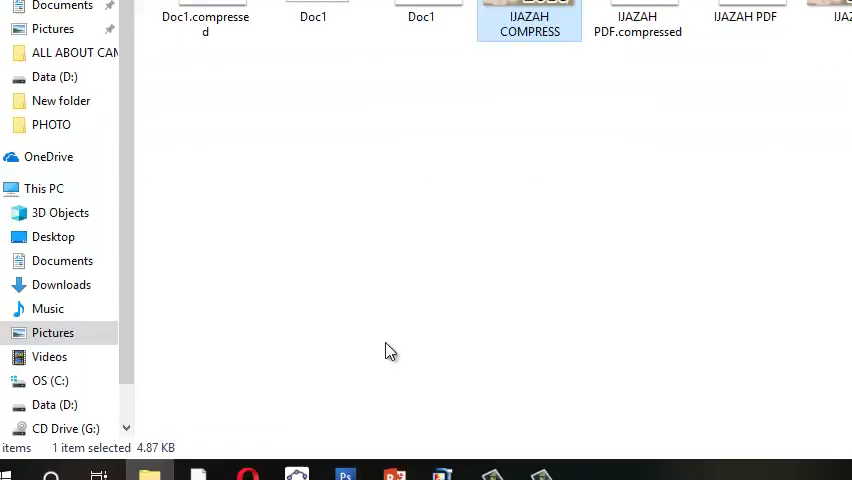 Documents
Pictures
ALL ABOUT CAM
Data (D:)
New folder
PHOTO
OneDrive
This PC
3D Objects
Desktop
Documents
Downloads
Music
Pictures
Videos
OS (C:)
Data (D:)
CD Drive (G:)
Doc1.compresse
d
Doc1
Doc1
IJAZAH
COMPRESS
IJAZAH
PDF.compressed
IJAZAH PDF
items 1 item selected 4.87 KB
Ps